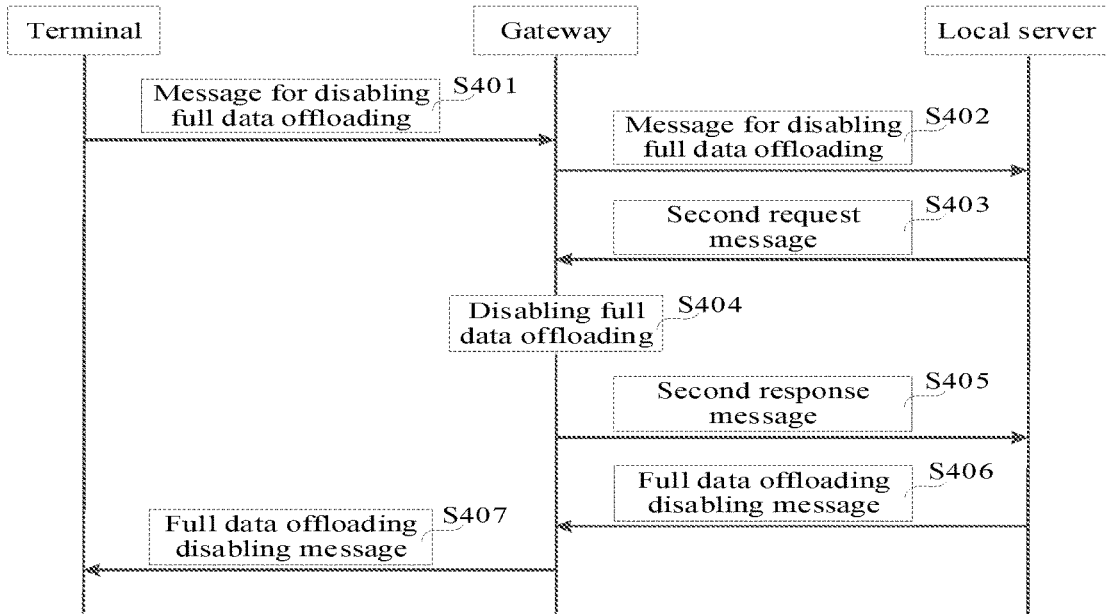 Terminal
Gateway
Local server
Message for disabling
full data offloading
S401
Message for disabling
full data offloading
S402
Second request
message
S403
Disabling full
data offloading
S404
Second response
message
S405
Full data offloading
disabling message
S406
Full data offloading
disabling message
S407